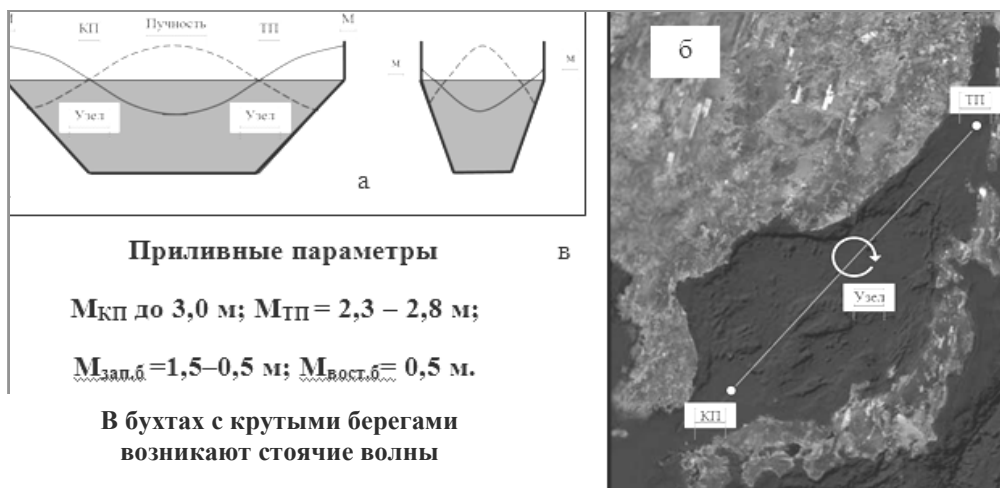 М КП Пучность ТП М
м м
Узел Узел
а
Приливные параметры в
МКП до 3,0 м; МТП = 2,3 – 2,8 м;
Мзап.б =1,5–0,5 м; Мвост.б= 0,5 м.
В бухтах с крутыми берегами
возникают стоячие волны
б
ТП
Узел
КП